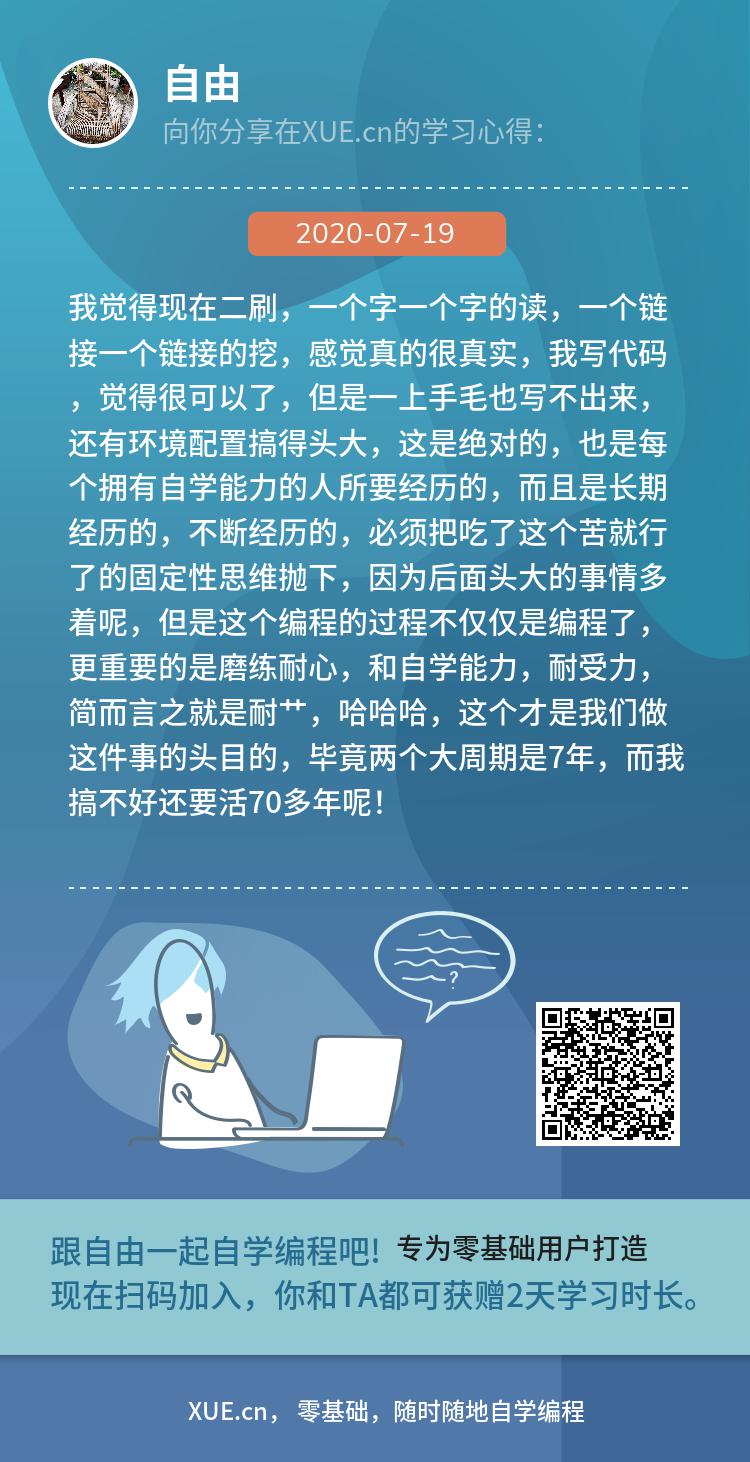 自由
向你分享在XUE.cn的学习心得：
2020-07-19
我觉得现在二刷，一个字一个字的读，一个链
接一个链接的挖，感觉真的很真实，我写代码
，觉得很可以了，但是一上手毛也写不出来，
还有环境配置搞得头大，这是绝对的，也是每
个拥有自学能力的人所要经历的，而且是长期
经历的，不断经历的，必须把吃了这个苦就行
了的固定性思维抛下，因为后面头大的事情多
着呢，但是这个编程的过程不仅仅是编程了，
更重要的是磨练耐心，和自学能力，耐受力，
简而言之就是耐艹，哈哈哈，这个才是我们做
这件事的头目的，毕竟两个大周期是7年，而我
搞不好还要活70多年呢！
?
跟自由一起自学编程吧! 专为零基础用户打造
现在扫码加入，你和TA都可获赠2天学习时长。
XUE.cn， 零基础，随时随地自学编程